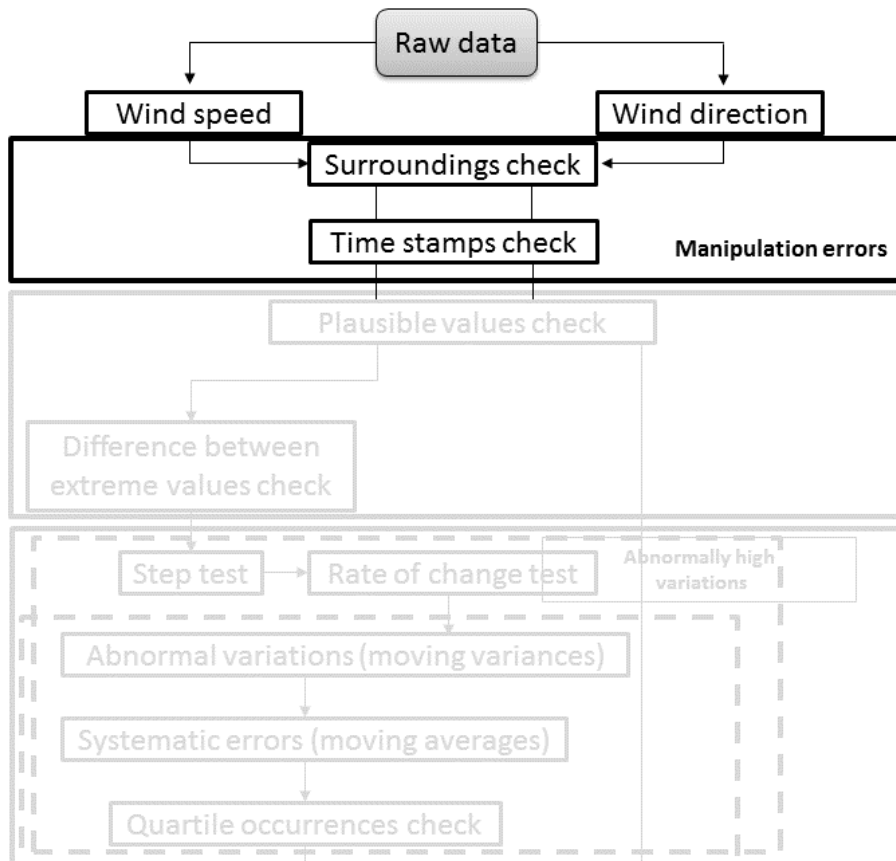 Raw data
Wind speed
Wind direction
Surroundings check
Time stamps check
Manipulation errors
Plausible values check
Difference between
extreme values check
Step test
Rate of change test
Abnormally high
variations
Abnormal variations (moving variances)
Systematic errors (moving averages)
Quartile occurrences check